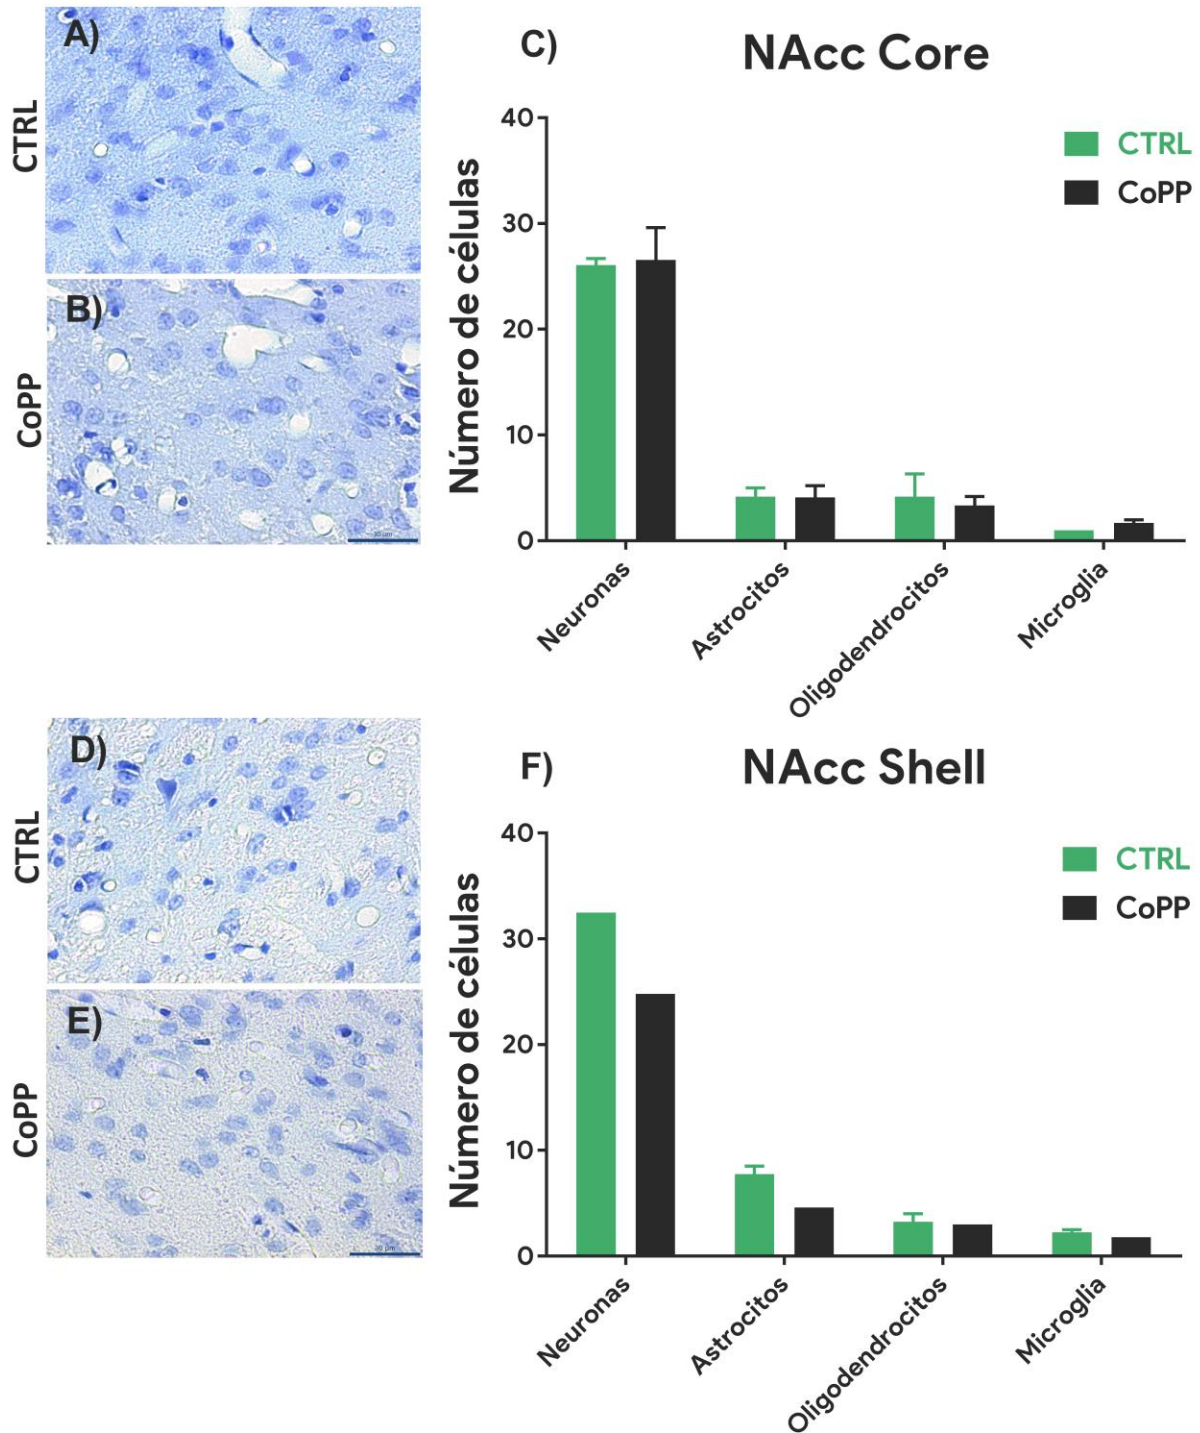 A)
CTRL
B)
CoPP
C)
NAcc Core
Número de células
40
30
20
10
0
CTRL
CoPP
Neuronas
Astrocitos
Oligodendrocitos
Microglia
D)
CTRL
E)
CoPP
F)
NAcc Shell
Número de células
40
30
20
10
0
CTRL
CoPP
Neuronas
Astrocitos
Oligodendrocitos
Microglia